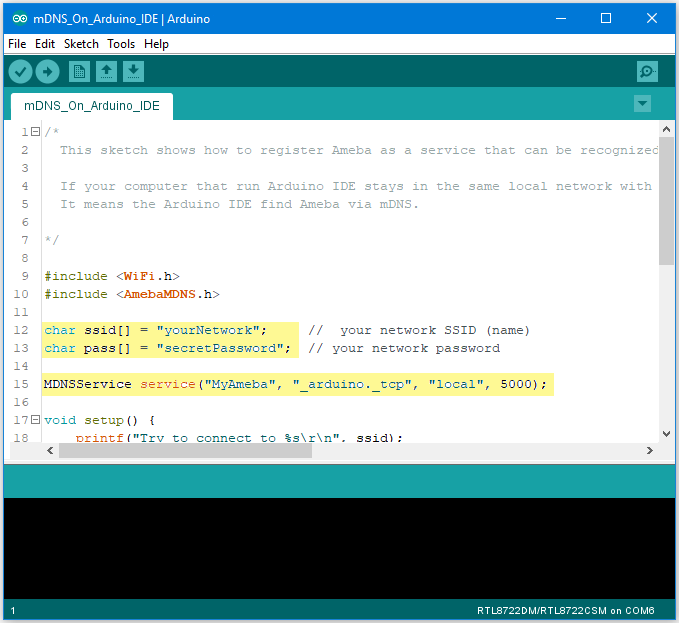 mDNS_On_Arduino_IDE | Arduino
File Edit Sketch Tools Help
mDNS_On_Arduino_IDE
1 /*
2 This sketch shows how to register Ameba as a service that can be recognized
3
4 If your computer that run Arduino IDE stays in the same local network with
5 It means the Arduino IDE find Ameba via mDNS.
6
7 */
8
9 #include <WiFi.h>
10 #include <AmebaMDNS.h>
11
12 char ssid[] = "yourNetwork"; // your network SSID (name)
13 char pass[] = "secretPassword"; // your network password
14
15 MDNSService service("MyAmeba", "_arduino._tcp", "local", 5000);
16
17 void setup() {
18 printf("Try to connect to %s\r\n", ssid);
1 RTL8722DM/RTL8722CSM on COM6